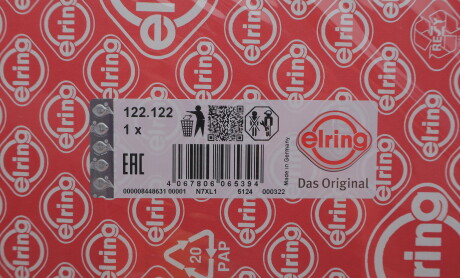 elring
TREZY
122.122
1 x
EAC
4 067806 065394
000008448631 00001 N7XL1 5124 000322
Made in Germany
elring
Das Original
20
PAP